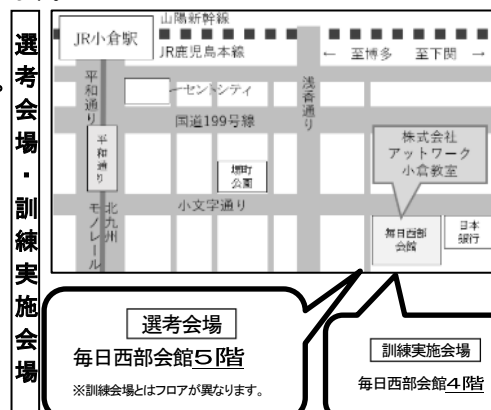 選考会場・訓練実施会場
山陽新幹線
JR小倉駅
JR鹿児島本線
← 至博多 至下関 →
平和通り
セントシティ
浅香通り
国道199号線
平和通り
堺町
公園
株式会社
アットワーク
小倉教室
小文字通り
北九州
モノレール
毎日西部
会館
日本
銀行
選考会場
毎日西部会館5階
※訓練会場とはフロアが異なります。
訓練実施会場
毎日西部会館4階